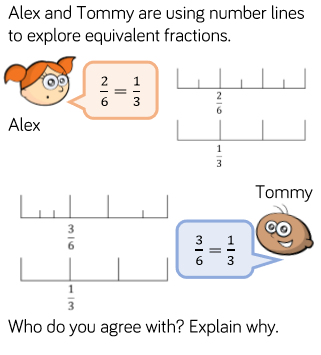 Alex and Tommy are using number lines
to explore equivalent fractions.
2/6 = 1/3
Alex
2/6
1/3
Tommy
3/6
3/6 = 1/3
1/3
Who do you agree with? Explain why.